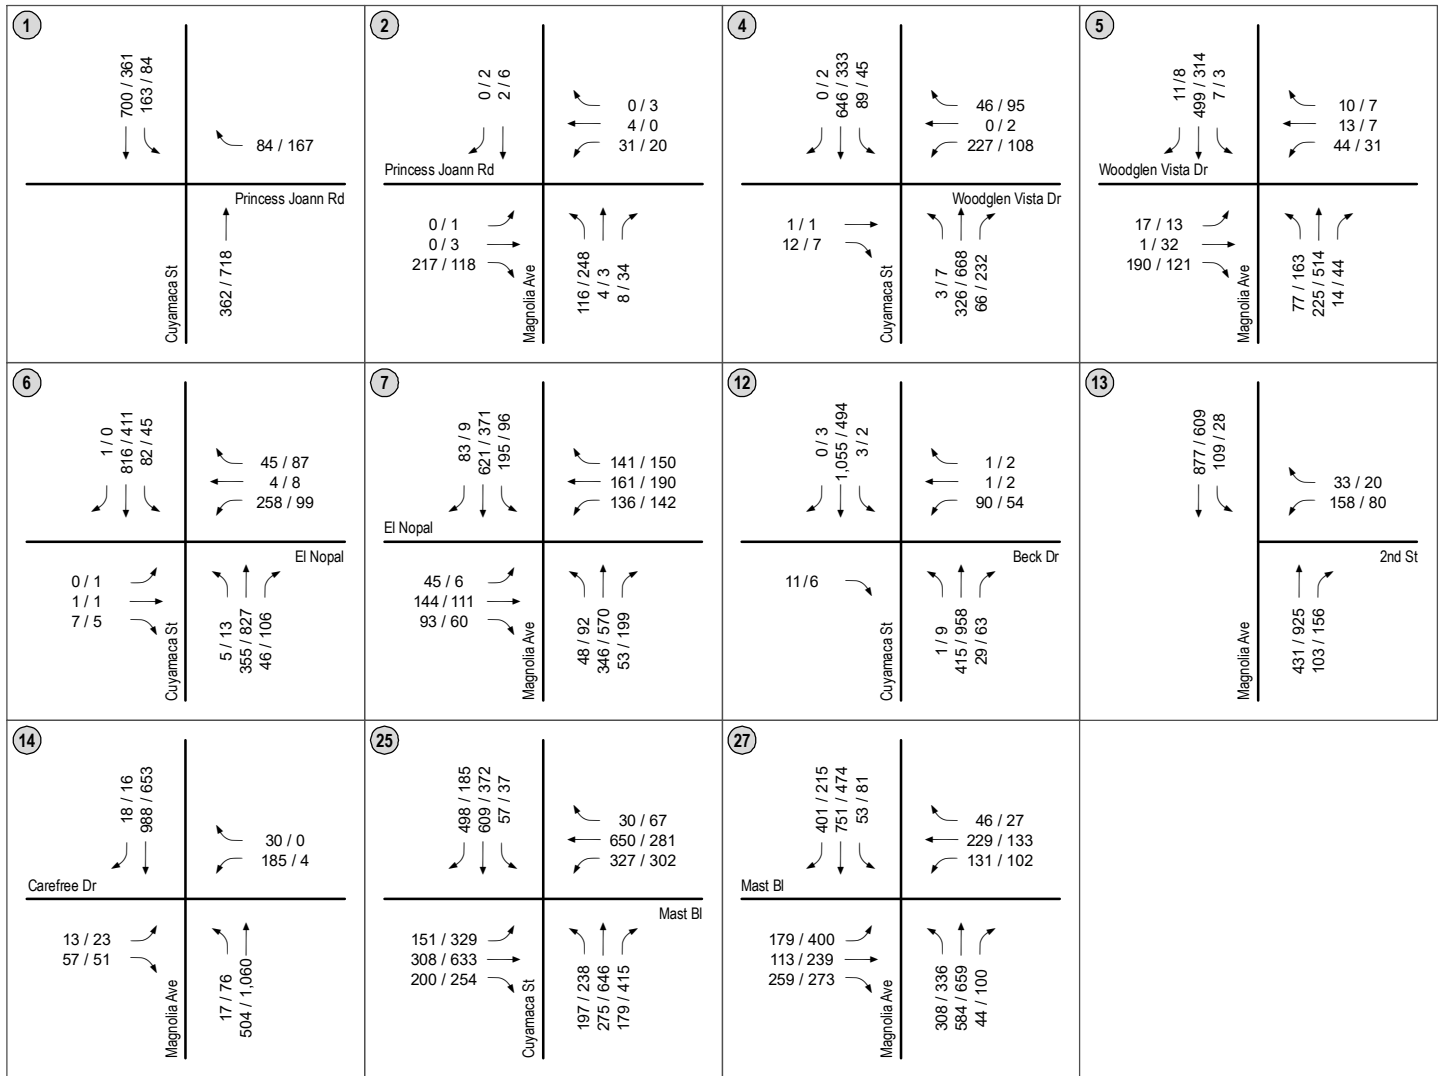 1
700 / 361
163 / 84
84 / 167
Princess Joann Rd
362 / 718
Cuyamaca St
2
0 / 2
2 / 6
0 / 3
4 / 0
31 / 20
Princess Joann Rd
0 / 1
0 / 3
217 / 118
116 / 248
4 / 3
8 / 34
Magnolia Ave
4
0 / 2
646 / 333
89 / 45
46 / 95
0 / 2
227 / 108
Woodglen Vista Dr
1 / 1
12 / 7
3 / 7
326 / 668
66 / 232
Cuyamaca St
5
11 / 8
499 / 314
7 / 3
10 / 7
13 / 7
44 / 31
Woodglen Vista Dr
17 / 13
1 / 32
190 / 121
77 / 163
225 / 514
14 / 44
Magnolia Ave
6
1 / 0
816 / 411
82 / 45
45 / 87
4 / 8
258 / 99
El Nopal
0 / 1
1 / 1
7 / 5
5 / 13
355 / 827
46 / 106
Cuyamaca St
7
83 / 9
621 / 371
195 / 96
141 / 150
161 / 190
136 / 142
El Nopal
45 / 6
144 / 111
93 / 60
48 / 92
346 / 570
53 / 199
Magnolia Ave
12
0 / 3
1,055 / 494
3 / 2
1 / 2
1 / 2
90 / 54
Beck Dr
11 / 6
1 / 9
415 / 958
29 / 63
Cuyamaca St
13
877 / 609
109 / 28
33 / 20
158 / 80
2nd St
431 / 925
103 / 156
Magnolia Ave
14
18 / 16
988 / 653
30 / 0
185 / 4
Carefree Dr
13 / 23
57 / 51
17 / 76
504 / 1,060
Magnolia Ave
25
498 / 185
609 / 372
57 / 37
30 / 67
650 / 281
327 / 302
Mast Bl
151 / 329
308 / 633
200 / 254
197 / 238
275 / 646
179 / 415
Cuyamaca St
27
401 / 215
751 / 474
53 / 81
46 / 27
229 / 133
131 / 102
Mast Bl
179 / 400
113 / 239
259 / 273
308 / 336
584 / 659
44 / 100
Magnolia Ave